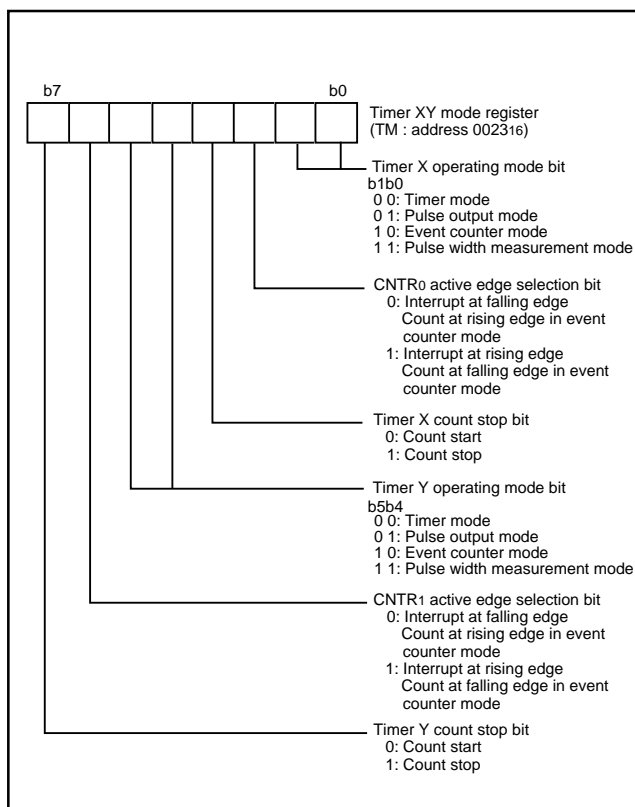 b7 b0
Timer XY mode register
(TM : address 002316)
Timer X operating mode bit
b1b0
0 0: Timer mode
0 1: Pulse output mode
1 0: Event counter mode
1 1: Pulse width measurement mode
CNTR0 active edge selection bit
0: Interrupt at falling edge
Count at rising edge in event
counter mode
1: Interrupt at rising edge
Count at falling edge in event
counter mode
Timer X count stop bit
0: Count start
1: Count stop
Timer Y operating mode bit
b5b4
0 0: Timer mode
0 1: Pulse output mode
1 0: Event counter mode
1 1: Pulse width measurement mode
CNTR1 active edge selection bit
0: Interrupt at falling edge
Count at rising edge in event
counter mode
1: Interrupt at rising edge
Count at falling edge in event
counter mode
Timer Y count stop bit
0: Count start
1: Count stop